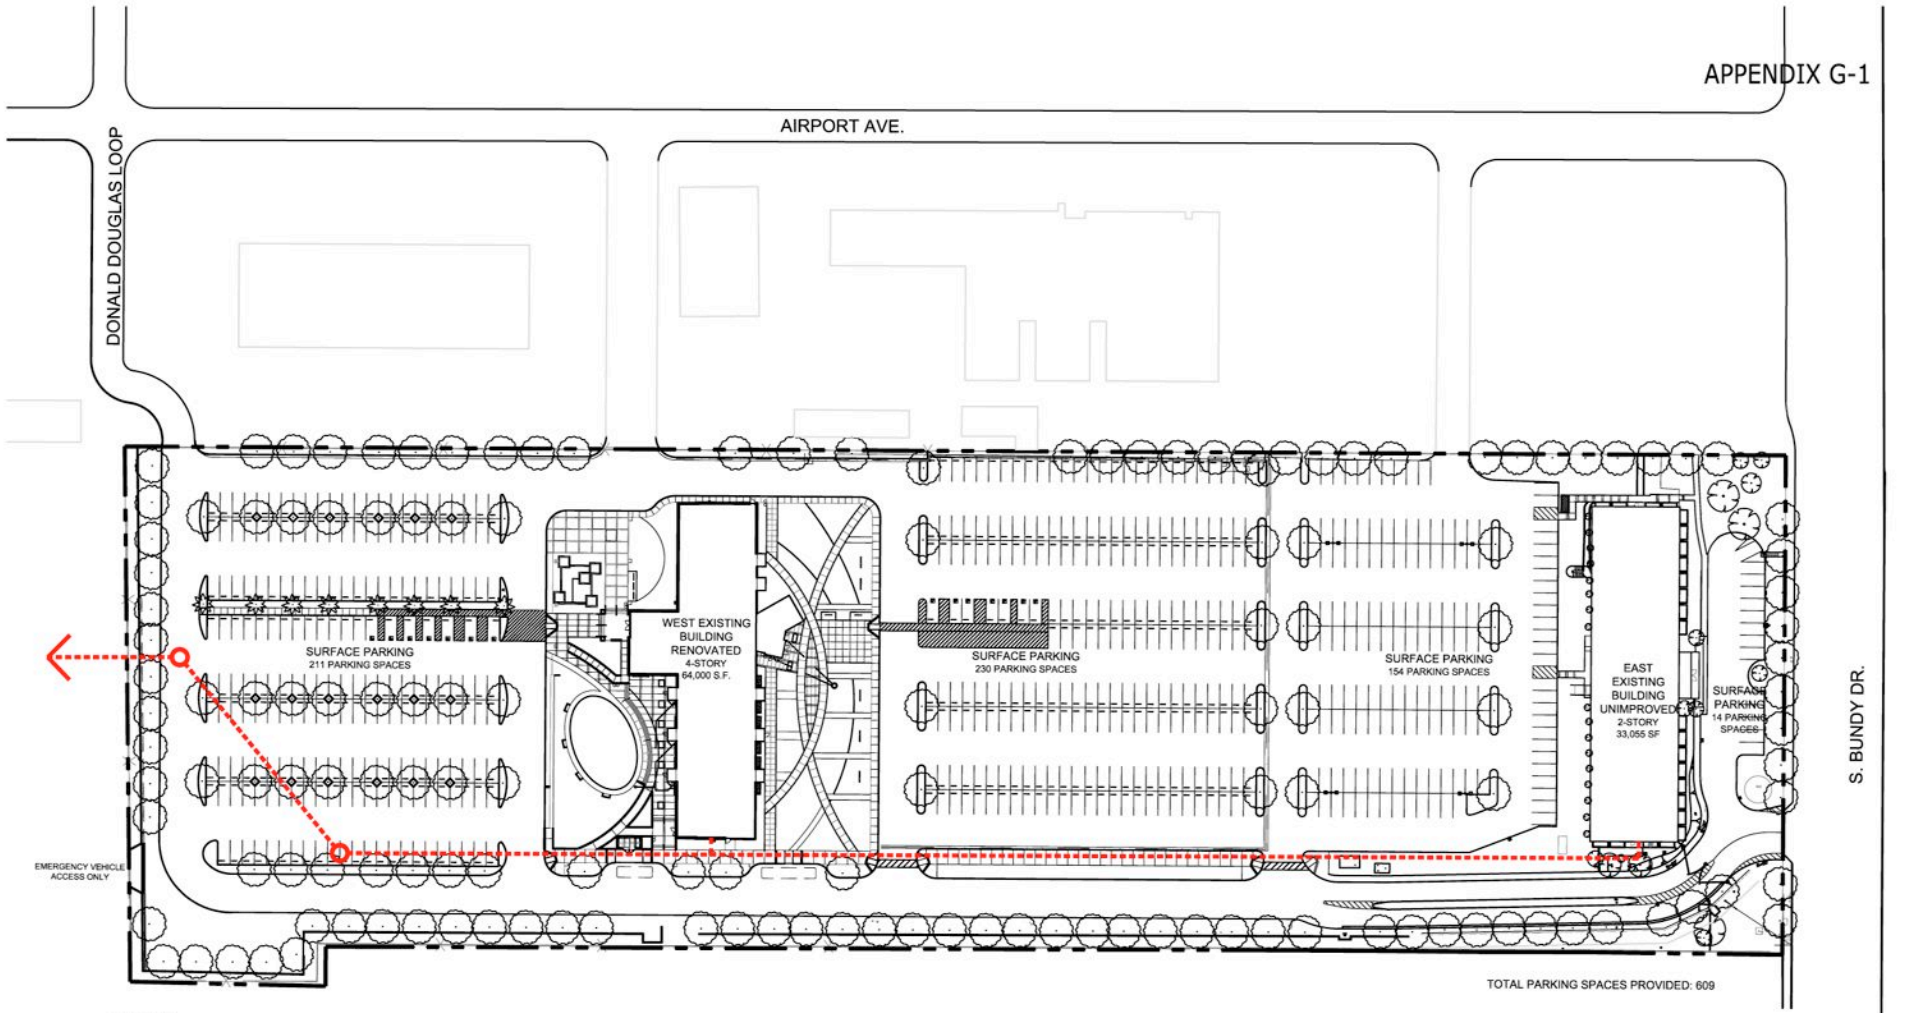 APPENDIX G-1
AIRPORT AVE.
DONALD DOUGLAS LOOP
WEST EXISTING
BUILDING
RENOVATED
4-STORY
64,000 S.F.
SURFACE PARKING
211 PARKING SPACES
SURFACE PARKING
230 PARKING SPACES
SURFACE PARKING
154 PARKING SPACES
EAST
EXISTING
BUILDING
UNIMPROVED
2-STORY
33,055 SF
SURFACE
PARKING
14 PARKING
SPACES
S. BUNDY DR.
EMERGENCY VEHICLE
ACCESS ONLY
TOTAL PARKING SPACES PROVIDED: 609